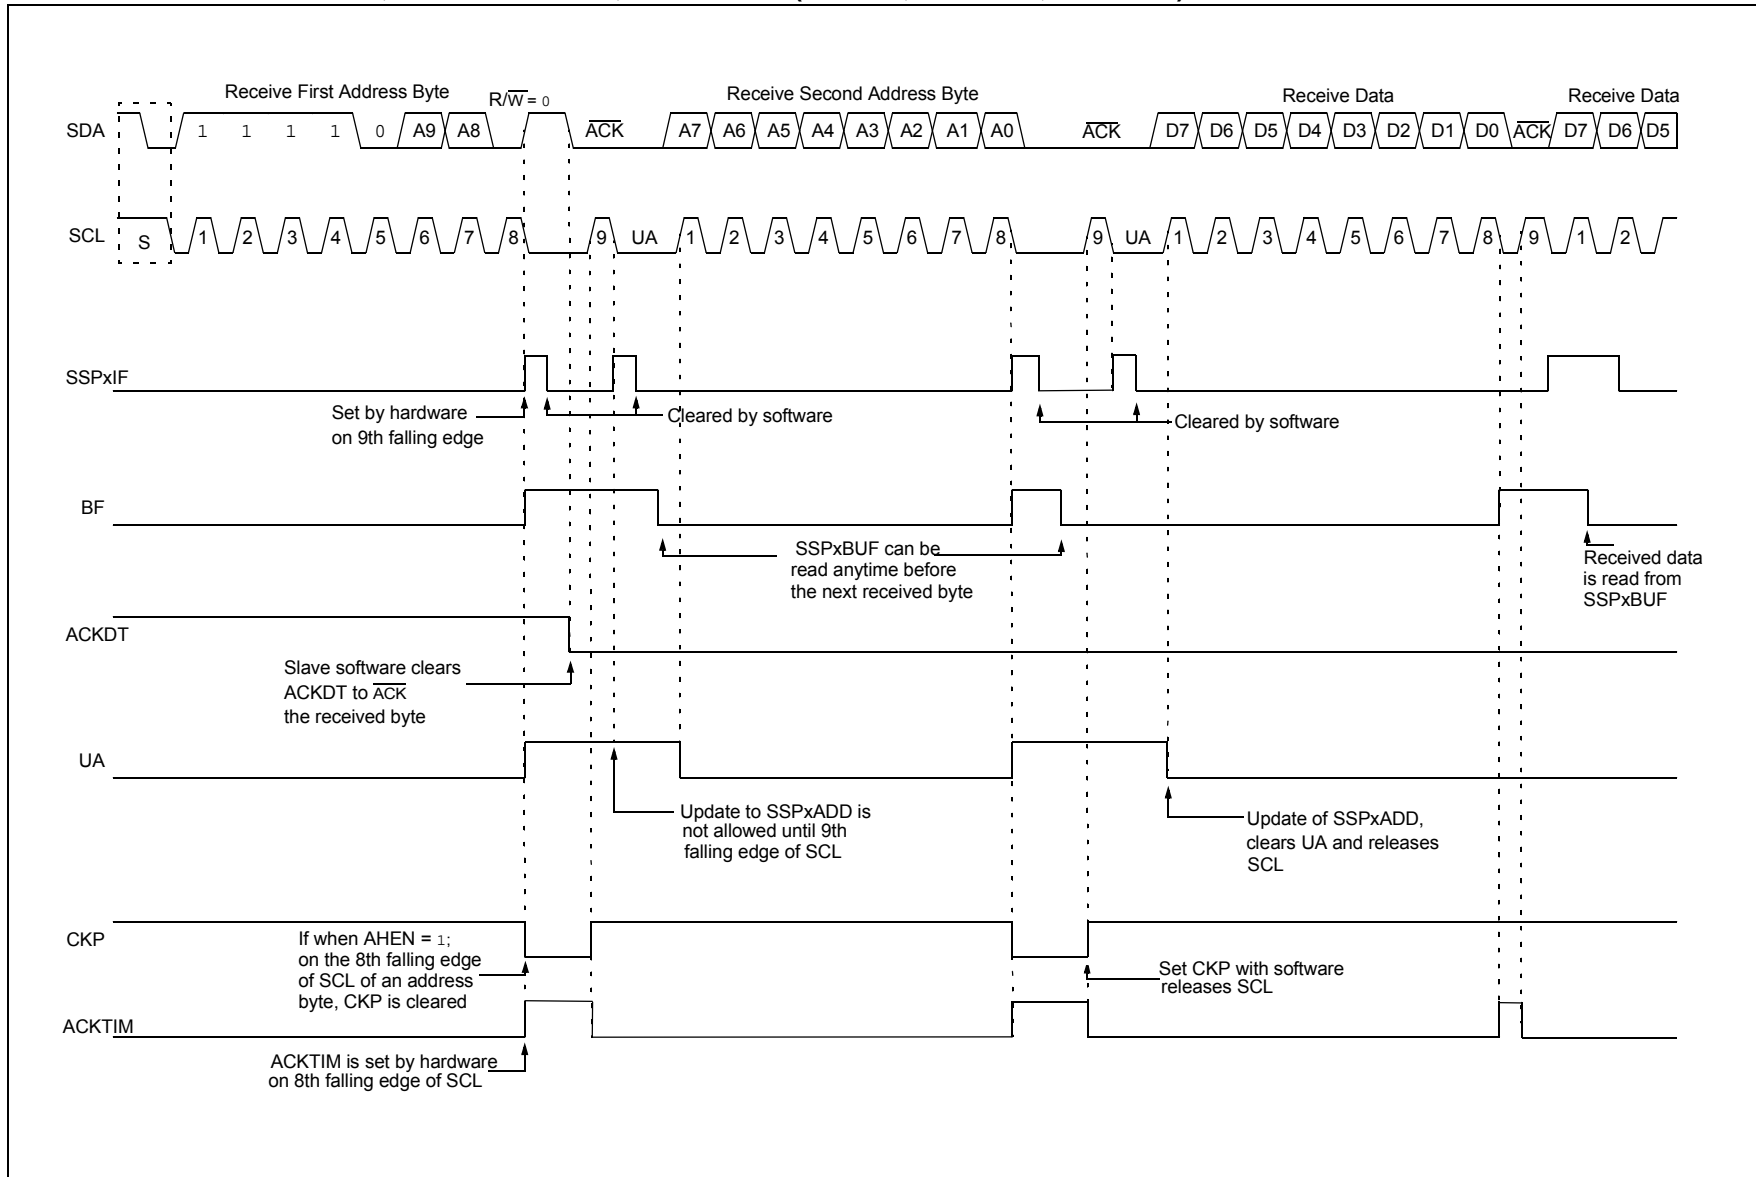 Receive First Address Byte
R/W = 0
Receive Second Address Byte
Receive Data
Receive Data
SDA
1 1 1 1 0 A9 A8
ACK
A7 A6 A5 A4 A3 A2 A1 A0
ACK
D7 D6 D5 D4 D3 D2 D1 D0
ACK
D7 D6 D5
SCL
S 1 2 3 4 5 6 7 8 9 UA 1 2 3 4 5 6 7 8 9 UA 1 2 3 4 5 6 7 8 9 1 2
SSPxIF
Set by hardware
on 9th falling edge
Cleared by software
Cleared by software
BF
SSPxBUF can be
read anytime before
the next received byte
Received data
is read from
SSPxBUF
ACKDT
Slave software clears
ACKDT to ACK
the received byte
UA
Update to SSPxADD is
not allowed until 9th
falling edge of SCL
Update of SSPxADD,
clears UA and releases
SCL
CKP
If when AHEN = 1;
on the 8th falling edge
of SCL of an address
byte, CKP is cleared
Set CKP with software
releases SCL
ACKTIM
ACKTIM is set by hardware
on 8th falling edge of SCL